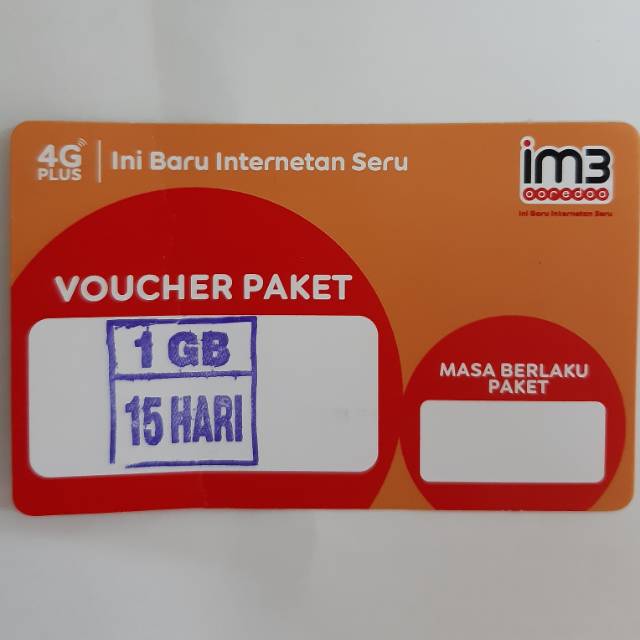 4G PLUS
Ini Baru Internetan Seru
im3
ooredoo
Ini Baru Internetan Seru
VOUCHER PAKET
1 GB
15 HARI
MASA BERLAKU
PAKET